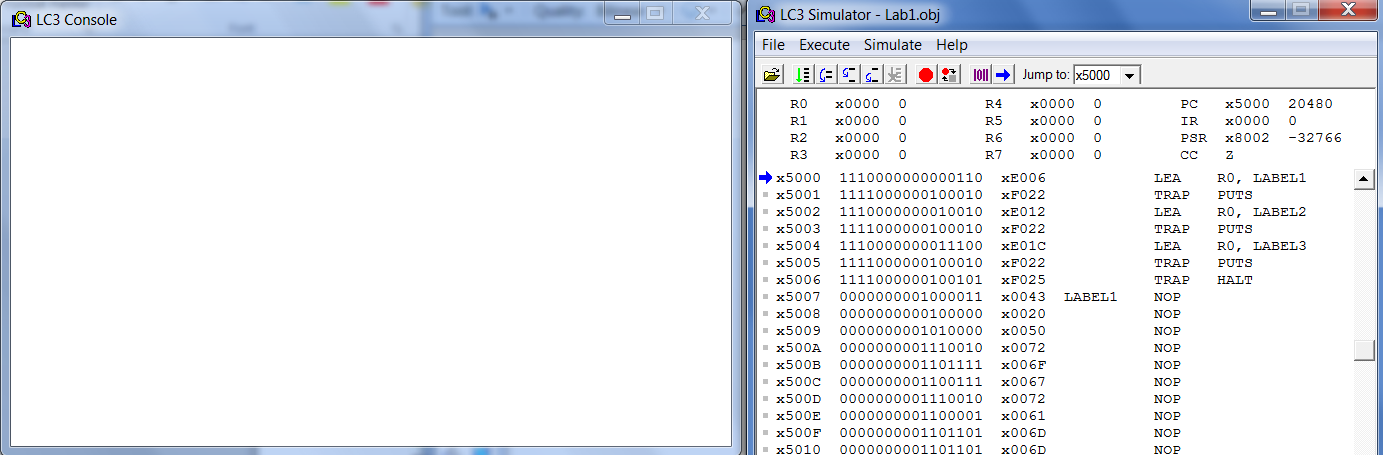 LC3 Console
LC3 Simulator - Lab1.obj
File Execute Simulate Help
Jump to: x5000
R0 x0000 0 R4 x0000 0 PC x5000 20480
R1 x0000 0 R5 x0000 0 IR x0000 0
R2 x0000 0 R6 x0000 0 PSR x8002 -32766
R3 x0000 0 R7 x0000 0 CC Z
x5000 1110000000000110 xE006 LEA R0, LABEL1
x5001 1111000000100010 xF022 TRAP PUTS
x5002 1110000000010010 xE012 LEA R0, LABEL2
x5003 1111000000100010 xF022 TRAP PUTS
x5004 1110000000011100 xE01C LEA R0, LABEL3
x5005 1111000000100010 xF022 TRAP PUTS
x5006 1111000000100101 xF025 TRAP HALT
x5007 0000000001000011 x0043 LABEL1 NOP
x5008 0000000000100000 x0020 NOP
x5009 0000000001010000 x0050 NOP
x500A 0000000001110010 x0072 NOP
x500B 0000000001101111 x006F NOP
x500C 0000000001100111 x0067 NOP
x500D 0000000001110010 x0072 NOP
x500E 0000000001100001 x0061 NOP
x500F 0000000001101101 x006D NOP
x5010 0000000001101101 x006D NOP